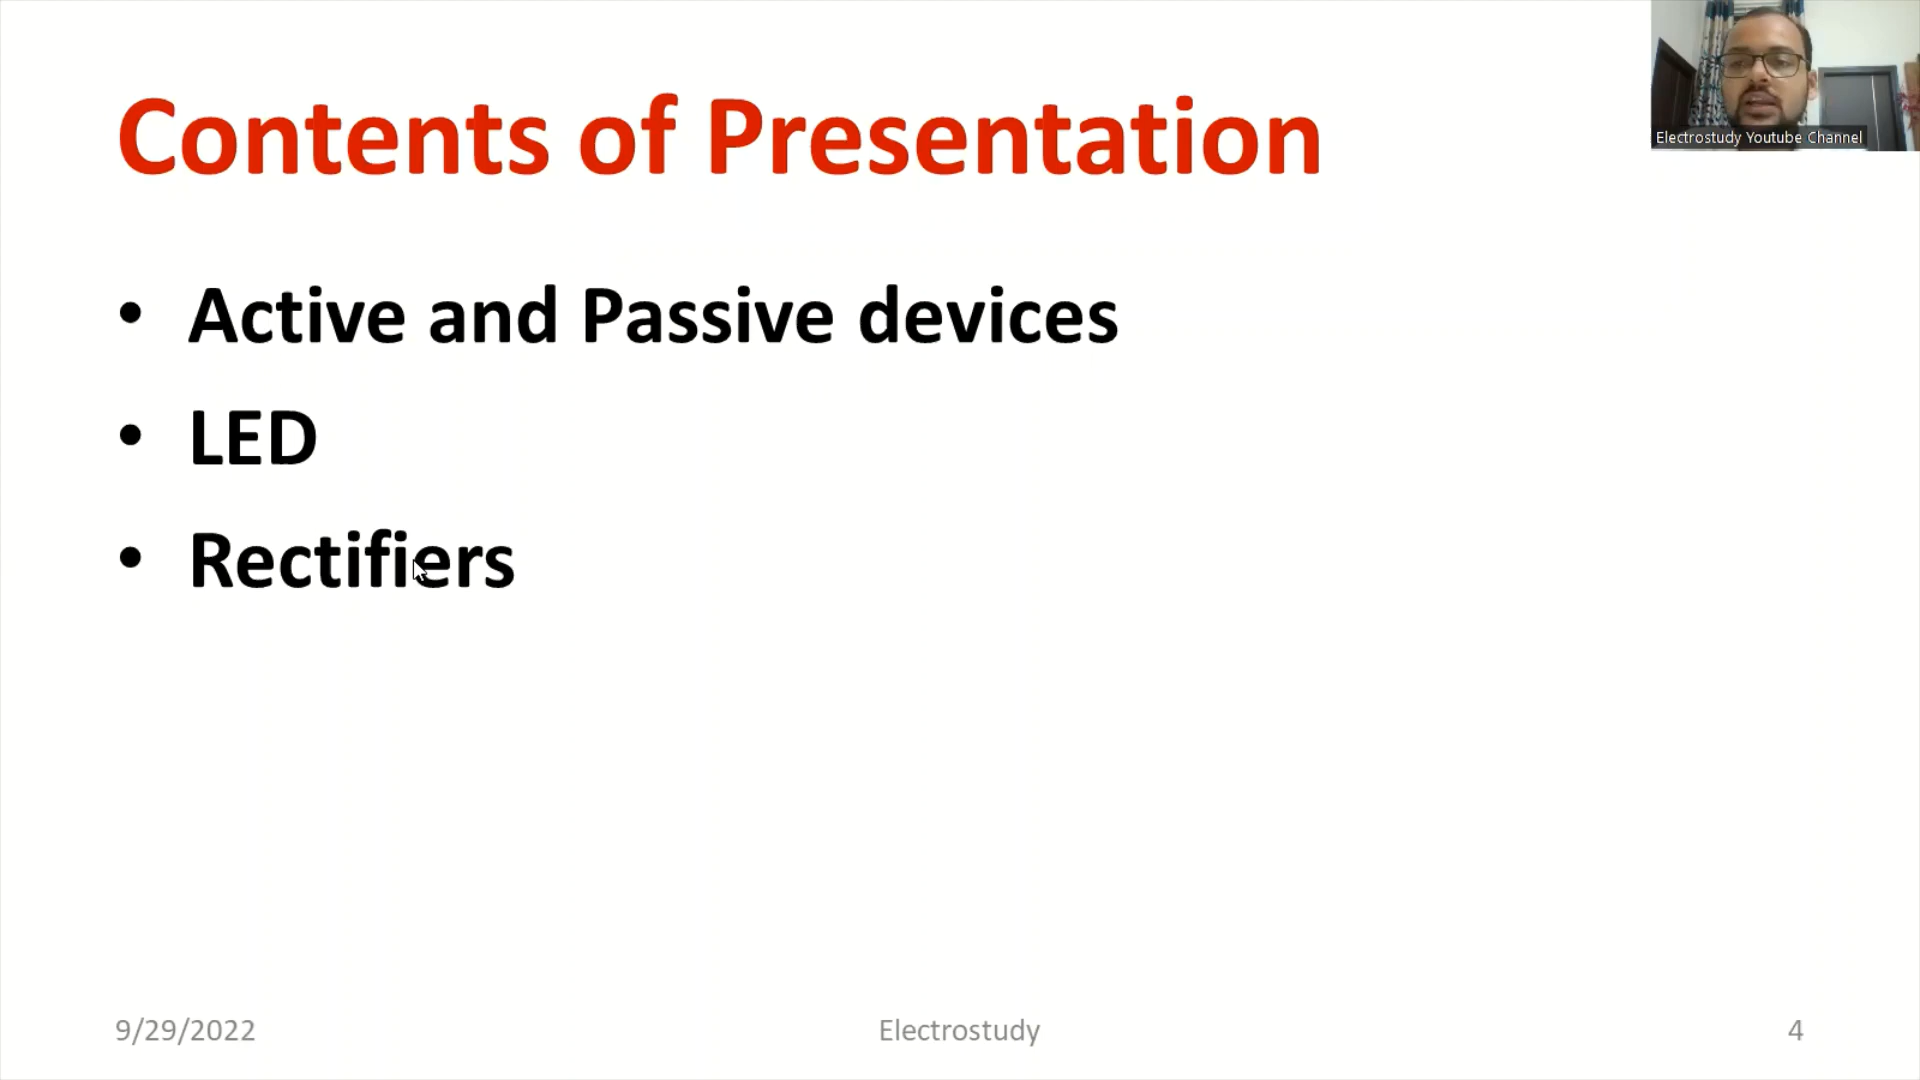 Contents of Presentation
Electrostudy Youtube Channel
• Active and Passive devices
• LED
• Rectifiers
9/29/2022
Electrostudy
4